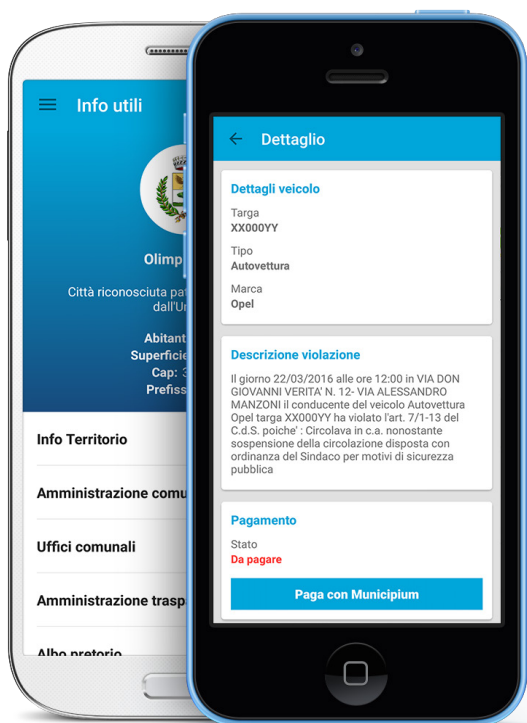 Info utili
Olimp
Città riconosciuta pat
dall'Un
Abitant
Superficie
Cap: 3
Prefiss
Info Territorio
Amministrazione comu
Uffici comunali
Amministrazione trasp
Albo pretorio
Dettaglio
Dettagli veicolo
Targa
XX000YY
Tipo
Autovettura
Marca
Opel
Descrizione violazione
Il giorno 22/03/2016 alle ore 12:00 in VIA DON
GIOVANNI VERITA' N. 12- VIA ALESSANDRO
MANZONI il conducente del veicolo Autovettura
Opel targa XX000YY ha violato l'art. 7/1-13 del
C.d.S. poiche' : Circolava in c.a. nonostante
sospensione della circolazione disposta con
ordinanza del Sindaco per motivi di sicurezza
pubblica
Pagamento
Stato
Da pagare
Paga con Municipium